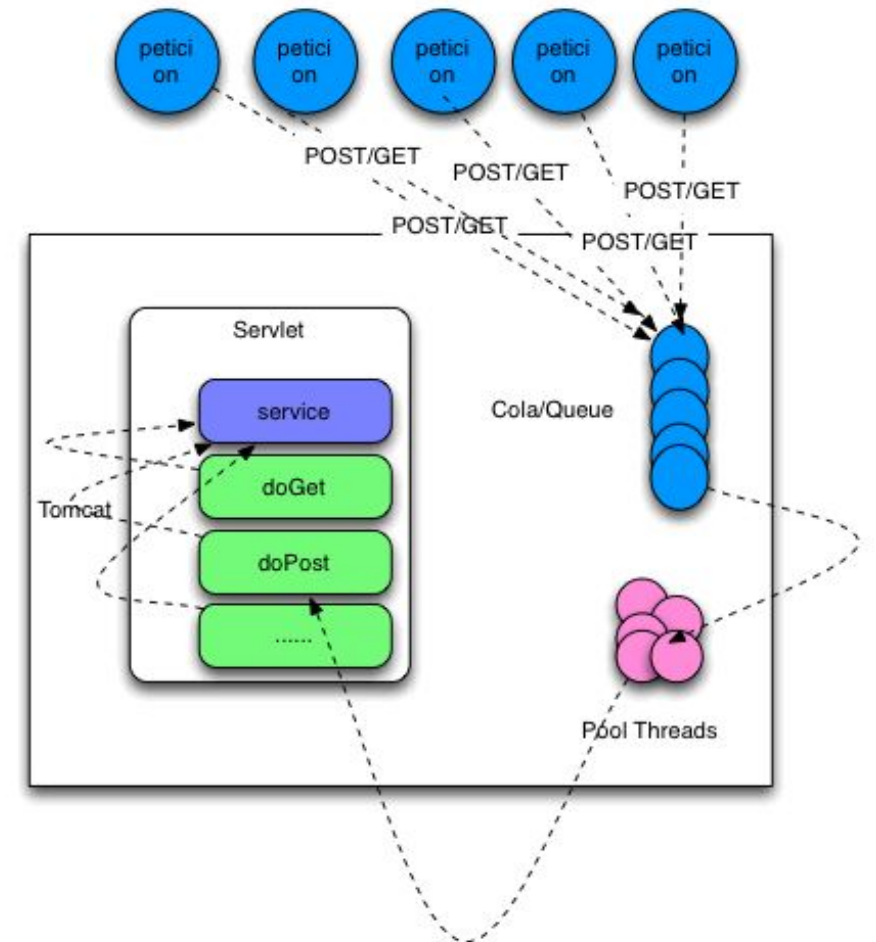 petici
on
petici
on
petici
on
petici
on
petici
on
POST/GET
POST/GET
POST/GET
POST/GET
POST/GET
Servlet
service
Cola/Queue
doGet
Tomcat
doPost
......
Pool Threads